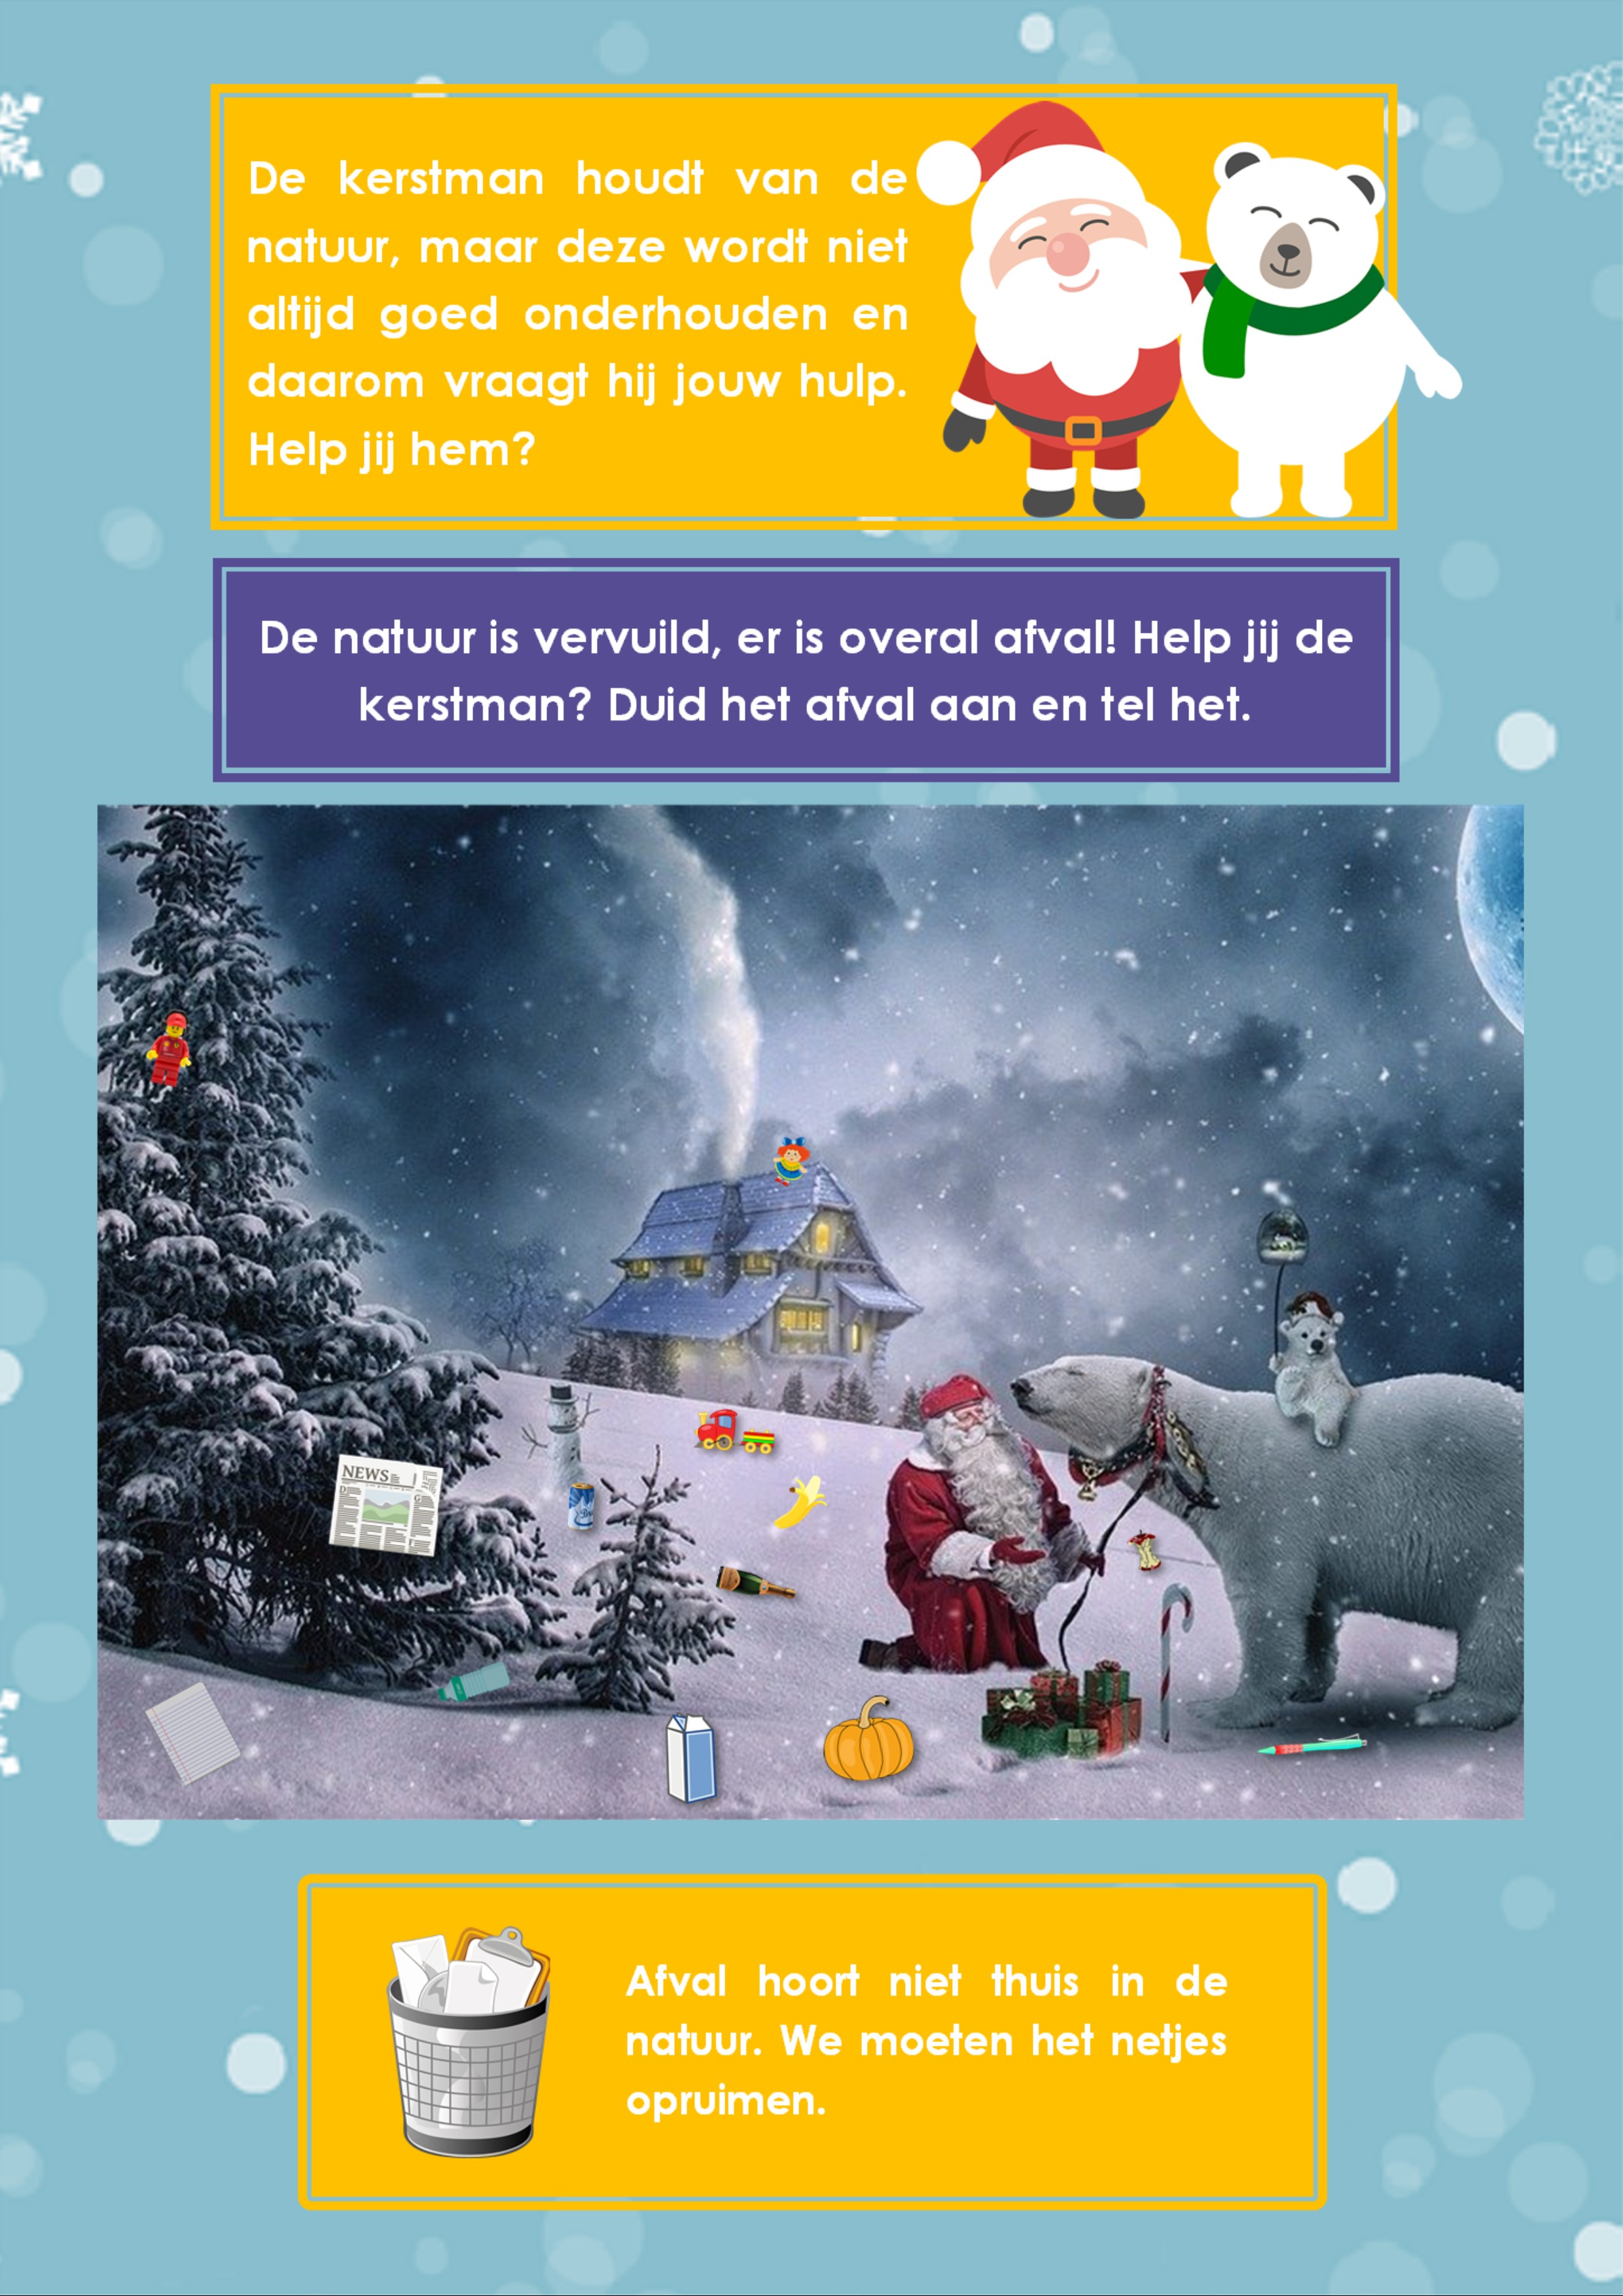 De kerstman houdt van de
natuur, maar deze wordt niet
altijd goed onderhouden en
daarom vraagt hij jouw hulp.
Help jij hem?
De natuur is vervuild, er is overal afval! Help jij de
kerstman? Duid het afval aan en tel het.
NEWS
Afval hoort niet thuis in de
natuur. We moeten het netjes
opruimen.